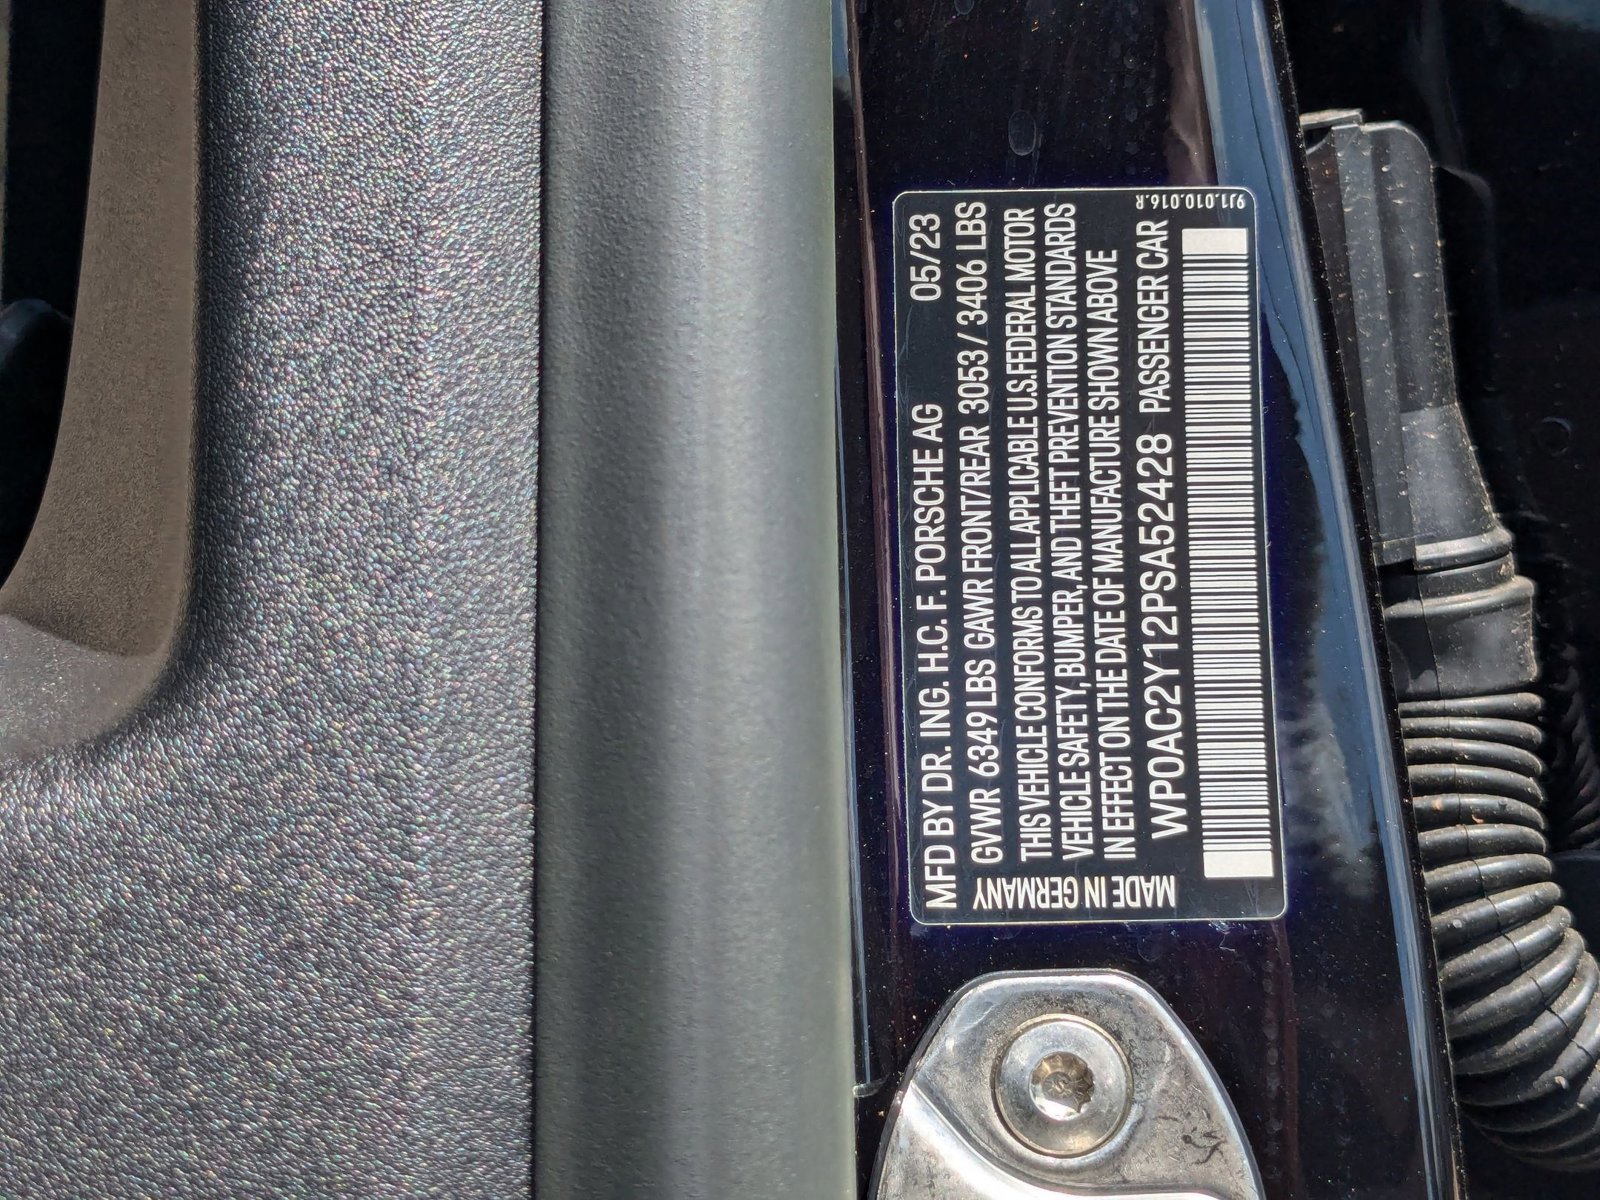 MFD BY DR. ING. H.C. F. PORSCHE AG 05/23
GVWR 6349LBS GAWR FRONT/REAR 3053 / 3406 LBS
THIS VEHICLE CONFORMS TO ALL APPLICABLE U.S.FEDERAL MOTOR
VEHICLE SAFETY, BUMPER, AND THEFT PREVENTION STANDARDS
IN EFFECT ON THE DATE OF MANUFACTURE SHOWN ABOVE
WP0AC2Y12PSA52428 PASSENGER CAR
MADE IN GERMANY
9J1.010.016.R